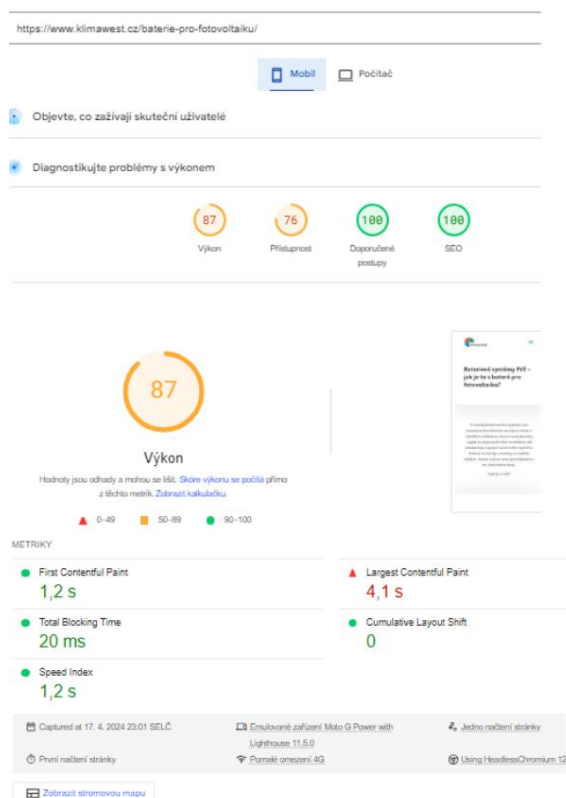 https://www.klimawest.cz/baterie-pro-fotovoltaiku/
Mobil
Počítač
Objevte, co zažívají skuteční uživatelé
Diagnostikujte problémy s výkonem
87
76
100
100
Výkon
Přístupnost
Doporučené
postupy
SEO
87
Výkon
Hodnoty jsou odhady a mohou se lišit. Skóre výkonu se počítá přímo
z těchto metrik. Zobrazit kalkulačku.
0–49
50–89
90–100
Bateriové systémy FVE –
jak je to s baterií pro
fotovoltaiku?
METRIKY
First Contentful Paint
1,2 s
Largest Contentful Paint
4,1 s
Total Blocking Time
20 ms
Cumulative Layout Shift
0
Speed Index
1,2 s
Captured at 17. 4. 2024 23:01 SELČ
Emulované zařízení Moto G Power with
Lighthouse 11.5.0
Jedno načtení stránky
První načtení stránky
Pomalé omezení 4G
Using HeadlessChromium 12
Zobrazit stromovou mapu